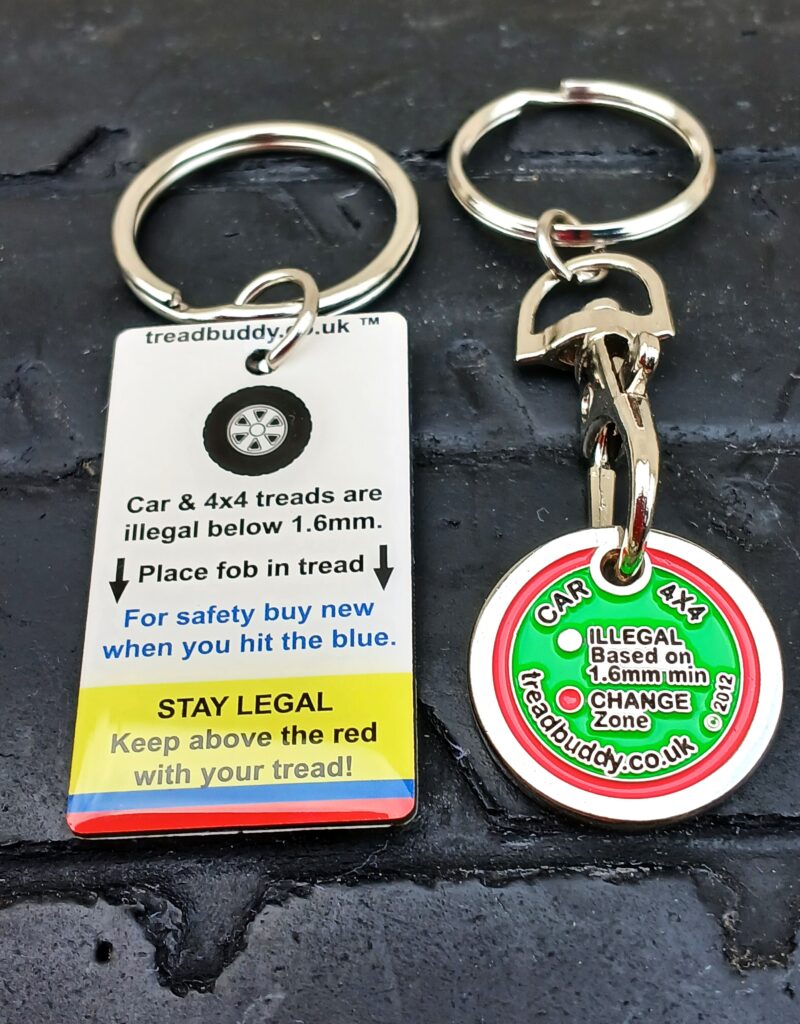 treadbuddy.co.uk ™
Car & 4x4 treads are
illegal below 1.6mm.
Place fob in tread
For safety buy new
when you hit the blue.
STAY LEGAL
Keep above the red
with your tread!
CAR 4X4
ILLEGAL
Based on
1.6mm min
CHANGE
Zone
treadbuddy.co.uk
© 2012